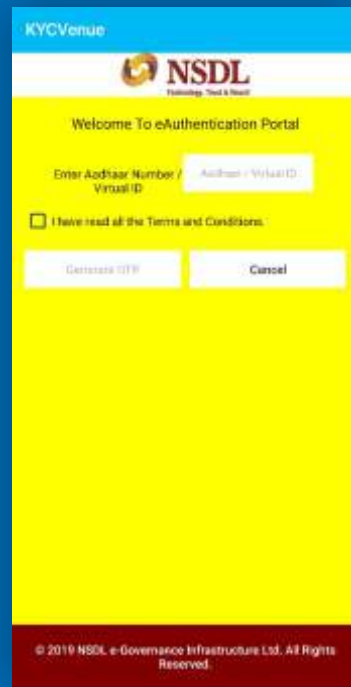 KYCVenue
NSDL
Technology, Trust & Reach
Welcome To eAuthentication Portal
Enter Aadhaar Number / Aadhaar / Virtual ID
Virtual ID
I have read all the Terms and Conditions.
Generate OTP Cancel
© 2019 NSDL e-Governance Infrastructure Ltd. All Rights
Reserved.